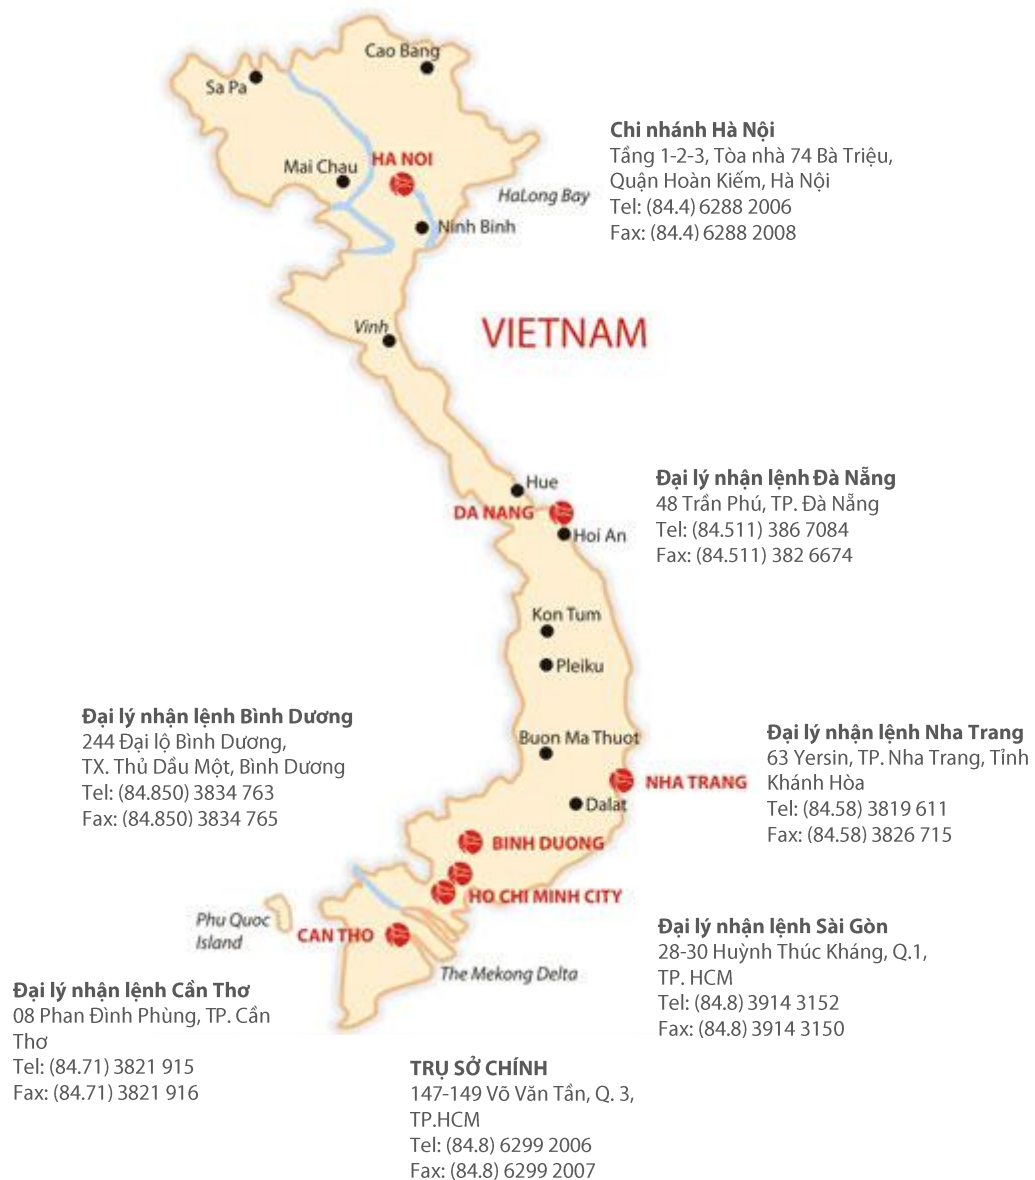 Cao Bang
Sa Pa
Chi nhánh Hà Nội
Tầng 1-2-3, Tòa nhà 74 Bà Triệu,
Quận Hoàn Kiếm, Hà Nội
Tel: (84.4) 6288 2006
Fax: (84.4) 6288 2008
HA NOI
Mai Chau
HaLong Bay
Ninh Binh
VIETNAM
Vinh
Hue
DA NANG
Hoi An
Đại lý nhận lệnh Đà Nẵng
48 Trần Phú, TP. Đà Nẵng
Tel: (84.511) 386 7084
Fax: (84.511) 382 6674
Kon Tum
Pleiku
Buon Ma Thuot
Đại lý nhận lệnh Bình Dương
244 Đại lộ Bình Dương,
TX. Thủ Dầu Một, Bình Dương
Tel: (84.850) 3834 763
Fax: (84.850) 3834 765
Đại lý nhận lệnh Nha Trang
63 Yersin, TP. Nha Trang, Tỉnh
Khánh Hòa
Tel: (84.58) 3819 611
Fax: (84.58) 3826 715
NHA TRANG
Dalat
BINH DUONG
HO CHI MINH CITY
Phu Quoc
Island
CAN THO
The Mekong Delta
Đại lý nhận lệnh Sài Gòn
28-30 Huỳnh Thúc Kháng, Q.1,
TP. HCM
Tel: (84.8) 3914 3152
Fax: (84.8) 3914 3150
Đại lý nhận lệnh Cần Thơ
08 Phan Đình Phùng, TP. Cần
Thơ
Tel: (84.71) 3821 915
Fax: (84.71) 3821 916
TRỤ SỞ CHÍNH
147-149 Võ Văn Tần, Q. 3,
TP.HCM
Tel: (84.8) 6299 2006
Fax: (84.8) 6299 2007